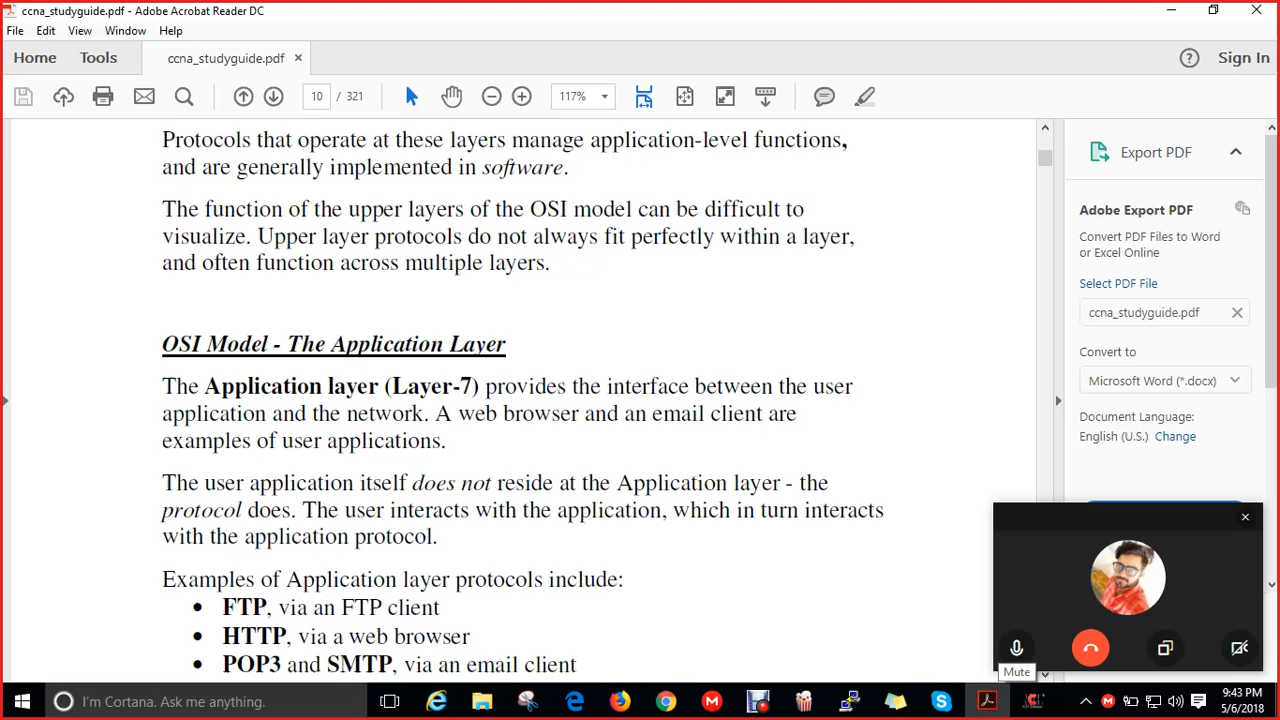 ccna_studyguide.pdf - Adobe Acrobat Reader DC
File Edit View Window Help
Home Tools ccna_studyguide.pdf × Sign In
10 / 321 117%
Protocols that operate at these layers manage application-level functions,
and are generally implemented in software.
The function of the upper layers of the OSI model can be difficult to
visualize. Upper layer protocols do not always fit perfectly within a layer,
and often function across multiple layers.
OSI Model - The Application Layer
The Application layer (Layer-7) provides the interface between the user
application and the network. A web browser and an email client are
examples of user applications.
The user application itself does not reside at the Application layer - the
protocol does. The user interacts with the application, which in turn interacts
with the application protocol.
Examples of Application layer protocols include:
• FTP, via an FTP client
• HTTP, via a web browser
• POP3 and SMTP, via an email client
Export PDF
Adobe Export PDF
Convert PDF Files to Word
or Excel Online
Select PDF File
ccna_studyguide.pdf
Convert to
Microsoft Word (*.docx)
Document Language:
English (U.S.) Change
Mute
I'm Cortana. Ask me anything.
9:43 PM
5/6/2018